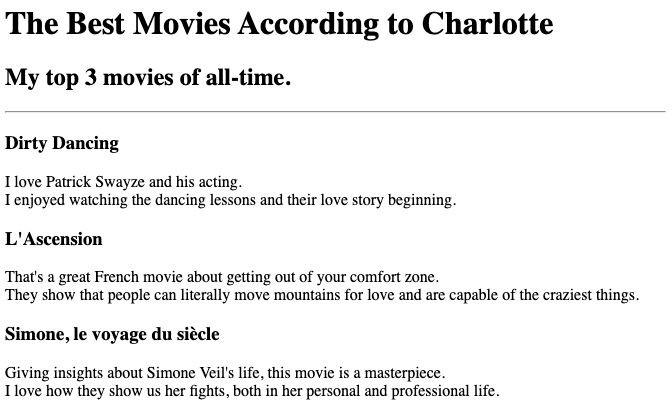 The Best Movies According to Charlotte
My top 3 movies of all-time.
Dirty Dancing
I love Patrick Swayze and his acting.
I enjoyed watching the dancing lessons and their love story beginning.
L'Ascension
That's a great French movie about getting out of your comfort zone.
They show that people can literally move mountains for love and are capable of the craziest things.
Simone, le voyage du siècle
Giving insights about Simone Veil's life, this movie is a masterpiece.
I love how they show us her fights, both in her personal and professional life.